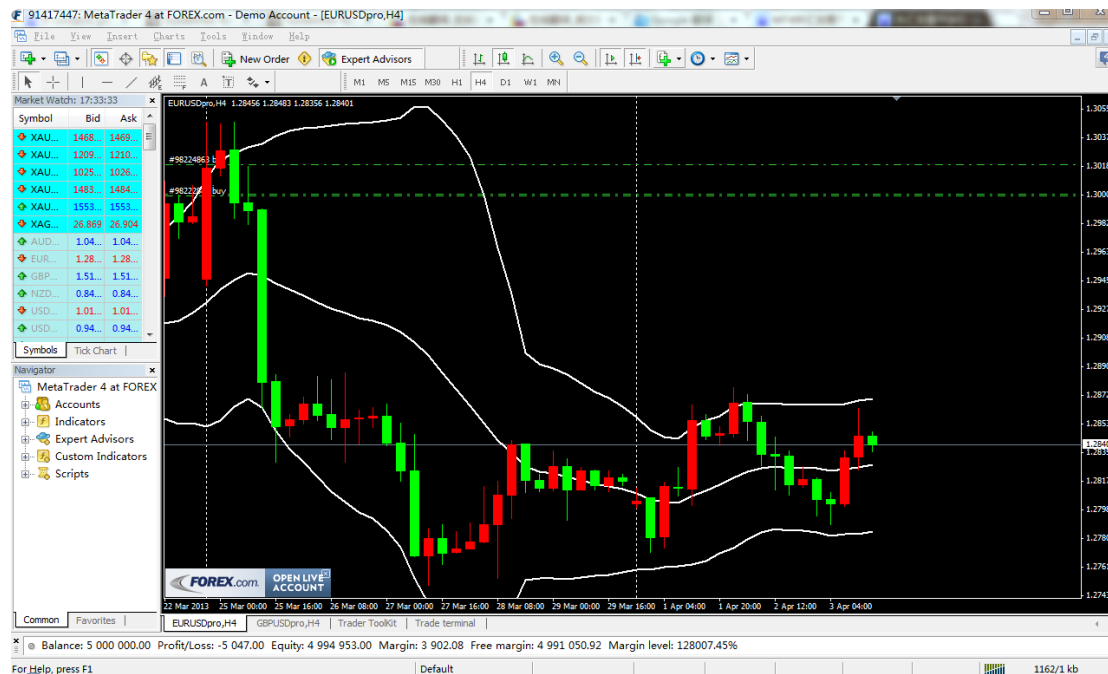 91417447: MetaTrader 4 at FOREX.com - Demo Account - [EURUSDpro,H4]
File View Insert Charts Tools Window Help
New Order Expert Advisors
A T M1 M5 M15 M30 H1 H4 D1 W1 MN
Market Watch: 17:33:33
Symbol Bid Ask
XAU... 1468... 1469...
XAU... 1209... 1210...
XAU... 1025... 1026...
XAU... 1483... 1484...
XAU... 1553... 1553...
XAG... 26.869 26.904
AUD... 1.04... 1.04...
EUR... 1.28... 1.28...
GBP... 1.51... 1.51...
NZD... 0.84... 0.84...
USD... 1.01... 1.01...
USD... 0.94... 0.94...
Symbols Tick Chart
Navigator
MetaTrader 4 at FOREX
Accounts
Indicators
Expert Advisors
Custom Indicators
Scripts
Common Favorites
EURUSDpro,H4 1.28456 1.28483 1.28356 1.28401
#98224863 b
buy
1.3055
1.3037
1.3018
1.3000
1.2982
1.2963
1.2945
1.2927
1.2908
1.2890
1.2872
1.2853
1.2840
1.2835
1.2817
1.2798
1.2780
1.2761
1.2743
FOREX.com OPEN LIVE
ACCOUNT
22 Mar 2013 25 Mar 00:00 25 Mar 16:00 26 Mar 08:00 27 Mar 00:00 27 Mar 16:00 28 Mar 08:00 29 Mar 00:00 29 Mar 16:00 1 Apr 04:00 1 Apr 20:00 2 Apr 12:00 3 Apr 04:00
EURUSDpro,H4 GBPUSDpro,H4 Trader ToolKit Trade terminal
Balance: 5 000 000.00 Profit/Loss: -5 047.00 Equity: 4 994 953.00 Margin: 3 902.08 Free margin: 4 991 050.92 Margin level: 128007.45%
For Help, press F1 Default 1162/1 kb